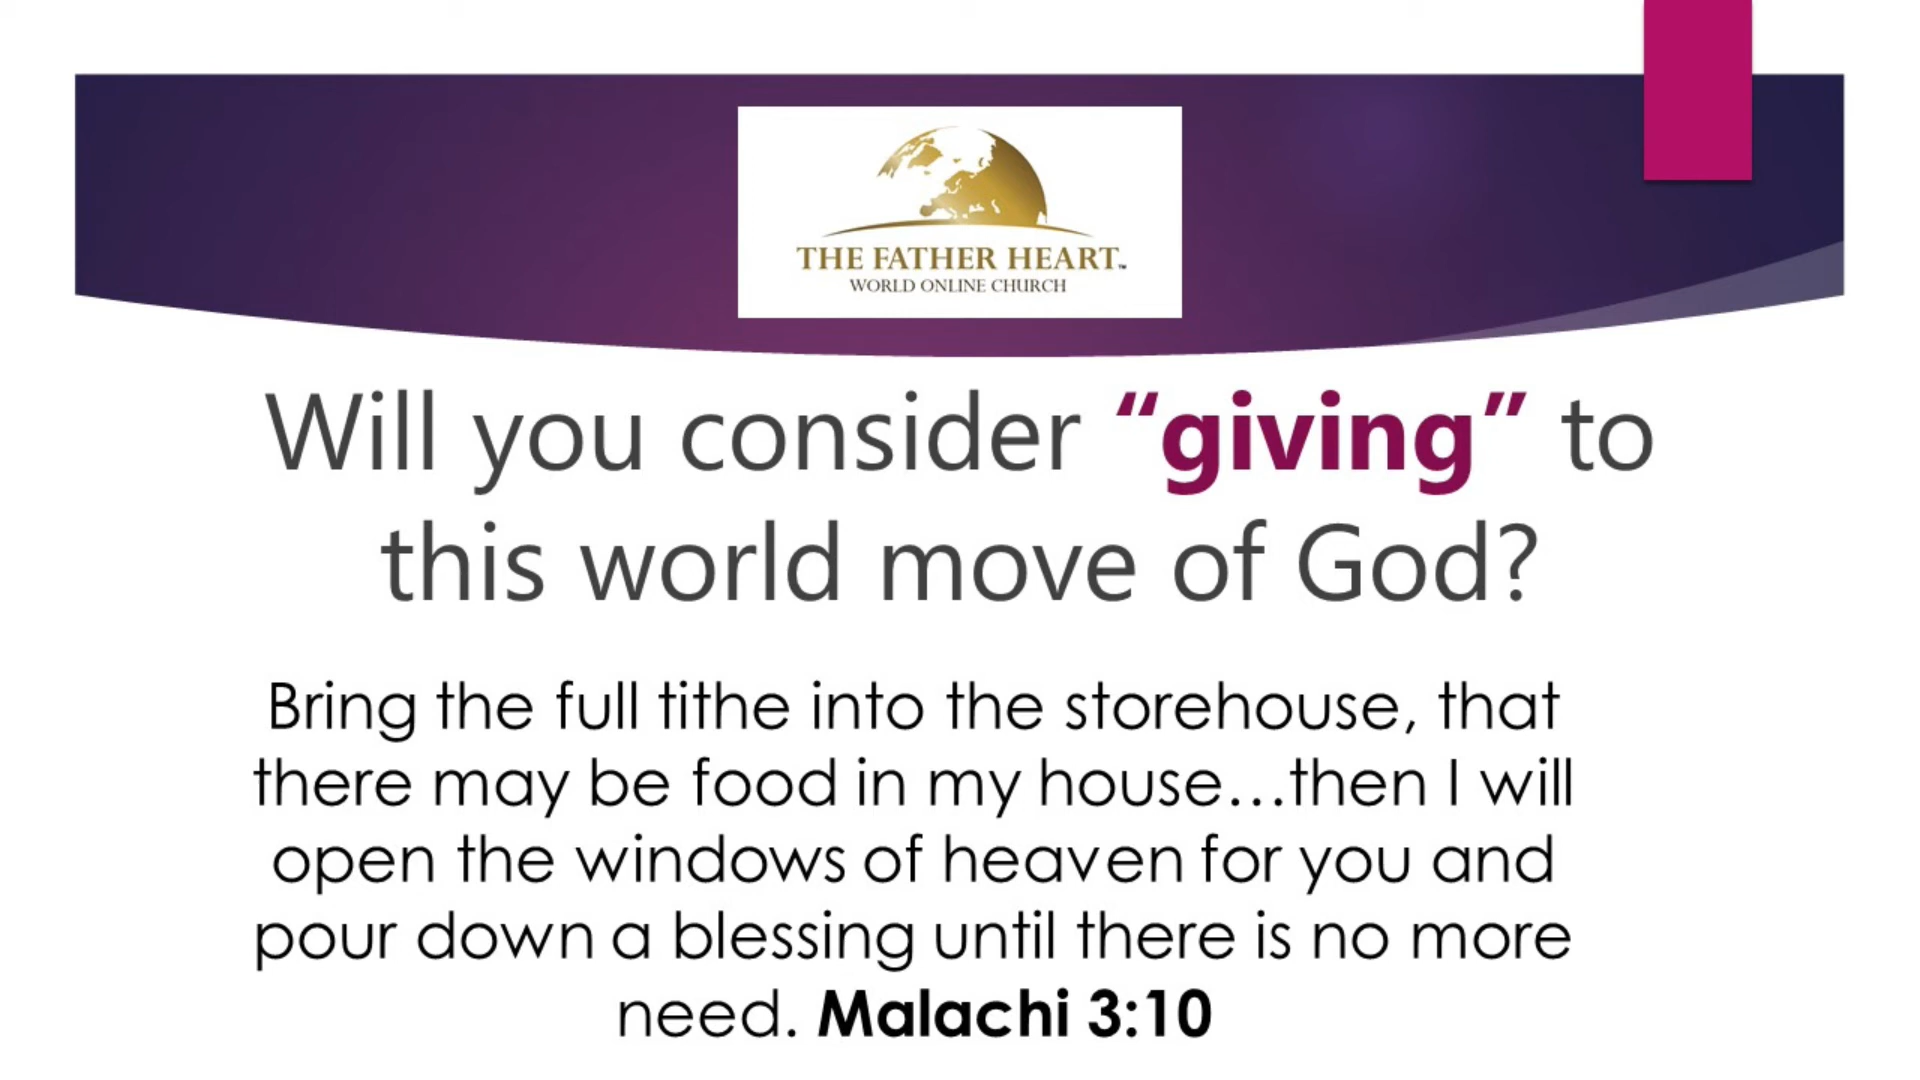 THE FATHER HEART™
WORLD ONLINE CHURCH
Will you consider “giving” to
this world move of God?
Bring the full tithe into the storehouse, that
there may be food in my house…then I will
open the windows of heaven for you and
pour down a blessing until there is no more
need. Malachi 3:10